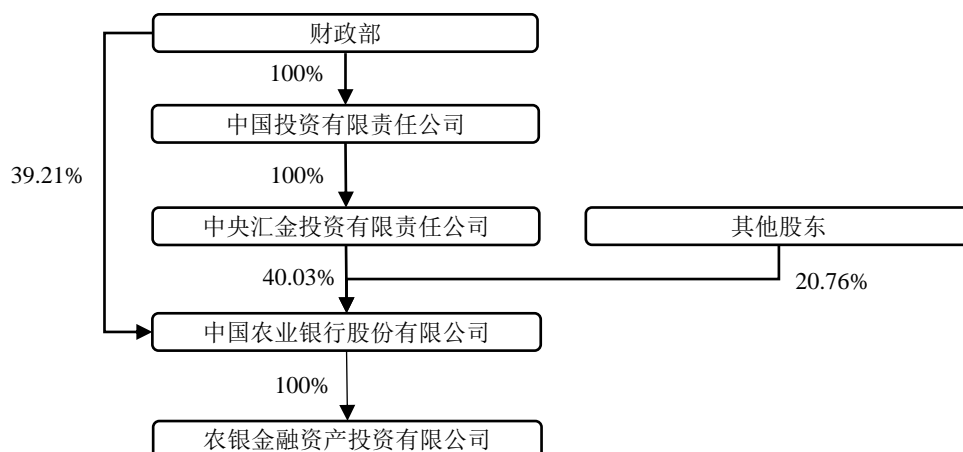 财政部
100%
中国投资有限责任公司
39.21%
100%
中央汇金投资有限责任公司
其他股东
40.03%
20.76%
中国农业银行股份有限公司
100%
农银金融资产投资有限公司